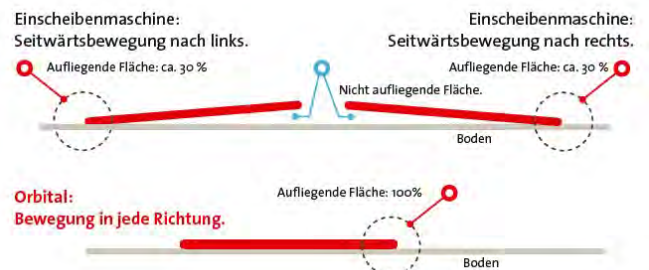 Einscheibenmaschine:
Seitwärtsbewegung nach links.
Einscheibenmaschine:
Seitwärtsbewegung nach rechts.
Aufliegende Fläche: ca. 30 %
Aufliegende Fläche: ca. 30 %
Nicht aufliegende Fläche.
Boden
Orbital:
Bewegung in jede Richtung.
Aufliegende Fläche: 100%
Boden